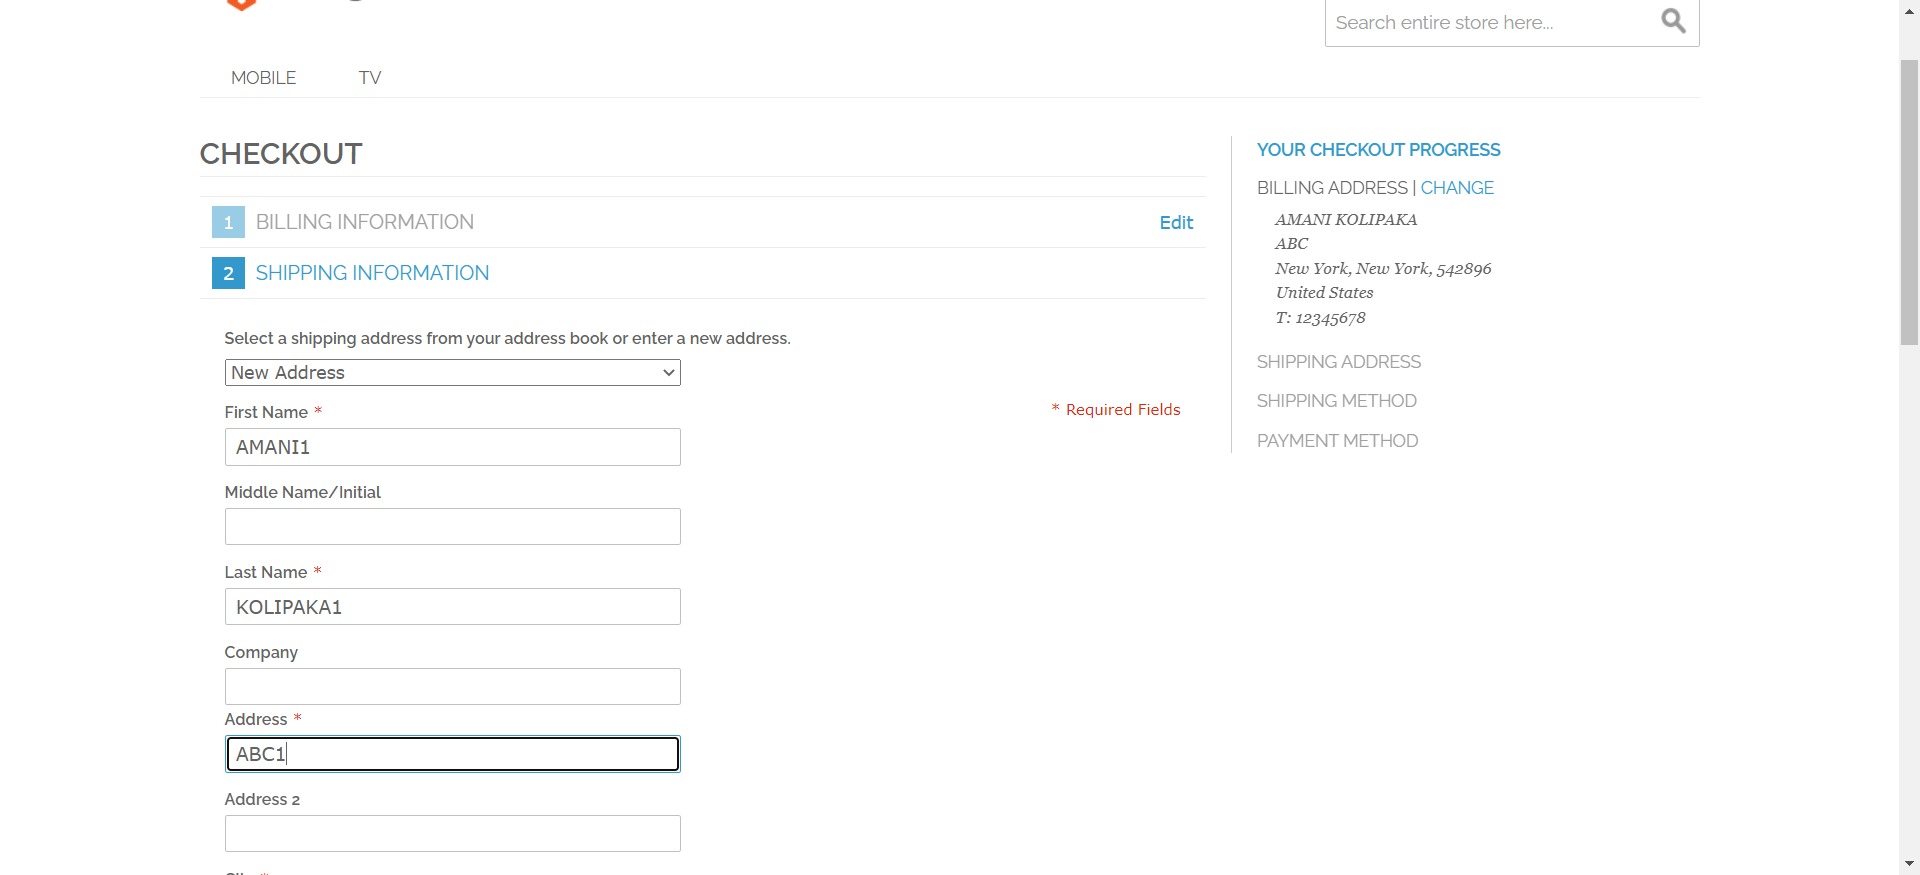 Search entire store here...
MOBILE TV
CHECKOUT
1 BILLING INFORMATION Edit
2 SHIPPING INFORMATION
Select a shipping address from your address book or enter a new address.
New Address
First Name *
* Required Fields
AMANI1
Middle Name/Initial
Last Name *
KOLIPAKA1
Company
Address *
ABC1
Address 2
YOUR CHECKOUT PROGRESS
BILLING ADDRESS | CHANGE
AMANI KOLIPAKA
ABC
New York, New York, 542896
United States
T: 12345678
SHIPPING ADDRESS
SHIPPING METHOD
PAYMENT METHOD